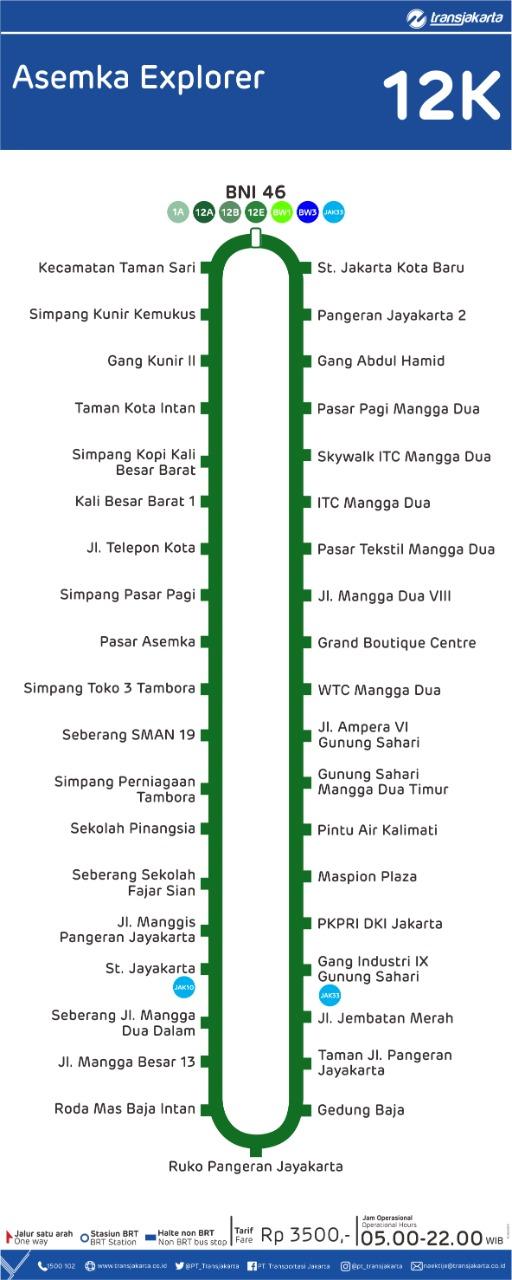 transjakarta
Asemka Explorer
12K
BNI 46
1A 12A 12B 12E BW1 BW3 JAK33
Kecamatan Taman Sari
Simpang Kunir Kemukus
Gang Kunir II
Taman Kota Intan
Simpang Kopi Kali
Besar Barat
Kali Besar Barat 1
Jl. Telepon Kota
Simpang Pasar Pagi
Pasar Asemka
Simpang Toko 3 Tambora
Seberang SMAN 19
Simpang Perniagaan
Tambora
Sekolah Pinangsia
Seberang Sekolah
Fajar Sian
Jl. Manggis
Pangeran Jayakarta
St. Jayakarta
JAK10
Seberang Jl. Mangga
Dua Dalam
Jl. Mangga Besar 13
Roda Mas Baja Intan
St. Jakarta Kota Baru
Pangeran Jayakarta 2
Gang Abdul Hamid
Pasar Pagi Mangga Dua
Skywalk ITC Mangga Dua
ITC Mangga Dua
Pasar Tekstil Mangga Dua
Jl. Mangga Dua VIII
Grand Boutique Centre
WTC Mangga Dua
Jl. Ampera VI
Gunung Sahari
Gunung Sahari
Mangga Dua Timur
Pintu Air Kalimati
Maspion Plaza
PKPRI DKI Jakarta
Gang Industri IX
Gunung Sahari
JAK33
Jl. Jembatan Merah
Taman Jl. Pangeran
Jayakarta
Gedung Baja
Ruko Pangeran Jayakarta
Jalur satu arah
One way
Stasiun BRT
BRT Station
Halte non BRT
Non BRT bus stop
Tarif
Fare
Rp 3500,-
Jam Operasional
Operational Hours
05.00-22.00 WIB
1500 102
www.transjakarta.co.id
@PT_Transjakarta
PT Transportasi Jakarta
@pt_transjakarta
naektije@transjakarta.co.id